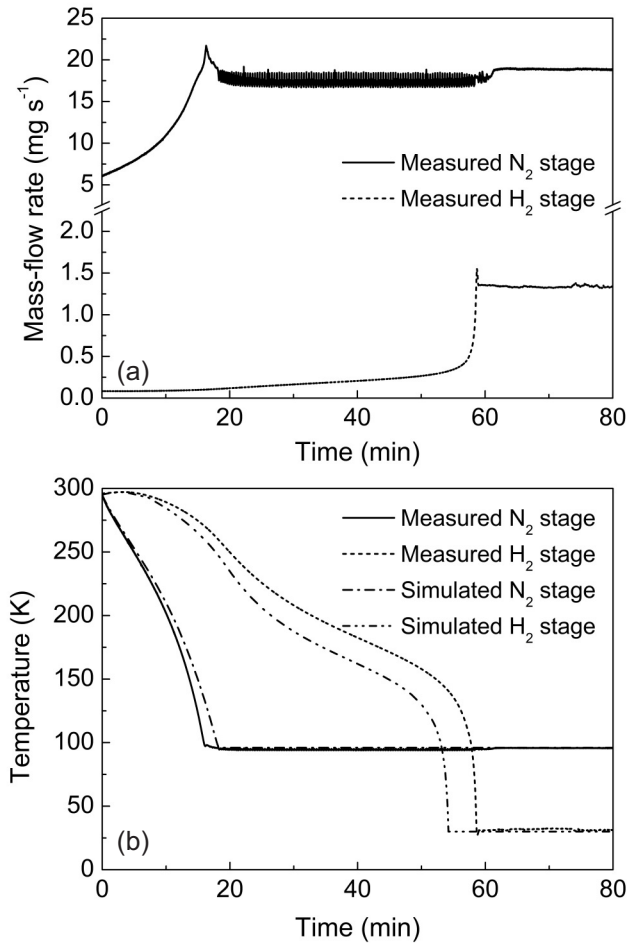 25
20
15
10
5
2.0
1.5
1.0
0.5
0.0
Mass-flow rate (mg s⁻¹)
Measured N₂ stage
Measured H₂ stage
(a)
0 20 40 60 80
Time (min)
300
250
200
150
100
50
0
Temperature (K)
Measured N₂ stage
Measured H₂ stage
Simulated N₂ stage
Simulated H₂ stage
(b)
0 20 40 60 80
Time (min)